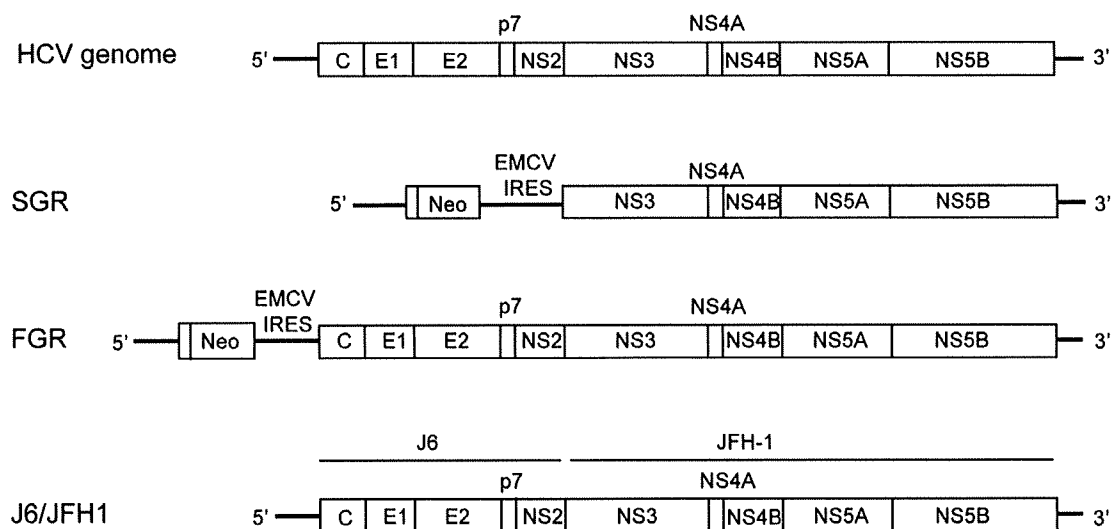 p7 NS4A
HCV genome 5' C E1 E2 NS2 NS3 NS4B NS5A NS5B 3'
EMCV NS4A
IRES
SGR 5' Neo NS3 NS4B NS5A NS5B 3'
EMCV p7 NS4A
IRES
FGR 5' Neo C E1 E2 NS2 NS3 NS4B NS5A NS5B 3'
J6 JFH-1
p7 NS4A
J6/JFH1 5' C E1 E2 NS2 NS3 NS4B NS5A NS5B 3'